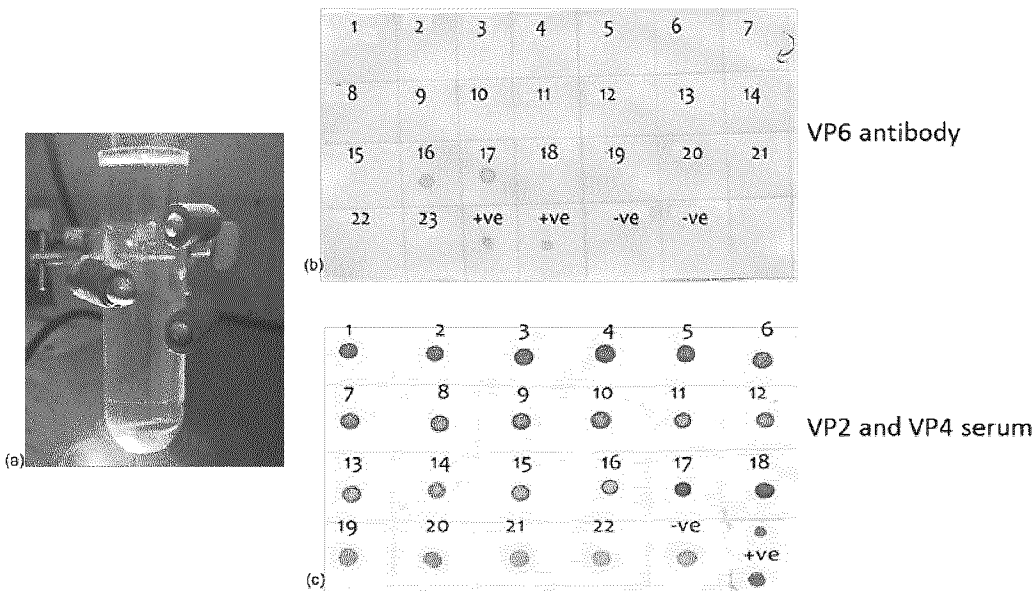 (a)
1 2 3 4 5 6 7
8 9 10 11 12 13 14
15 16 17 18 19 20 21
22 23 +ve +ve -ve -ve
(b)
VP6 antibody
1 2 3 4 5 6
7 8 9 10 11 12
13 14 15 16 17 18
19 20 21 22 -ve
+ve
(c)
VP2 and VP4 serum